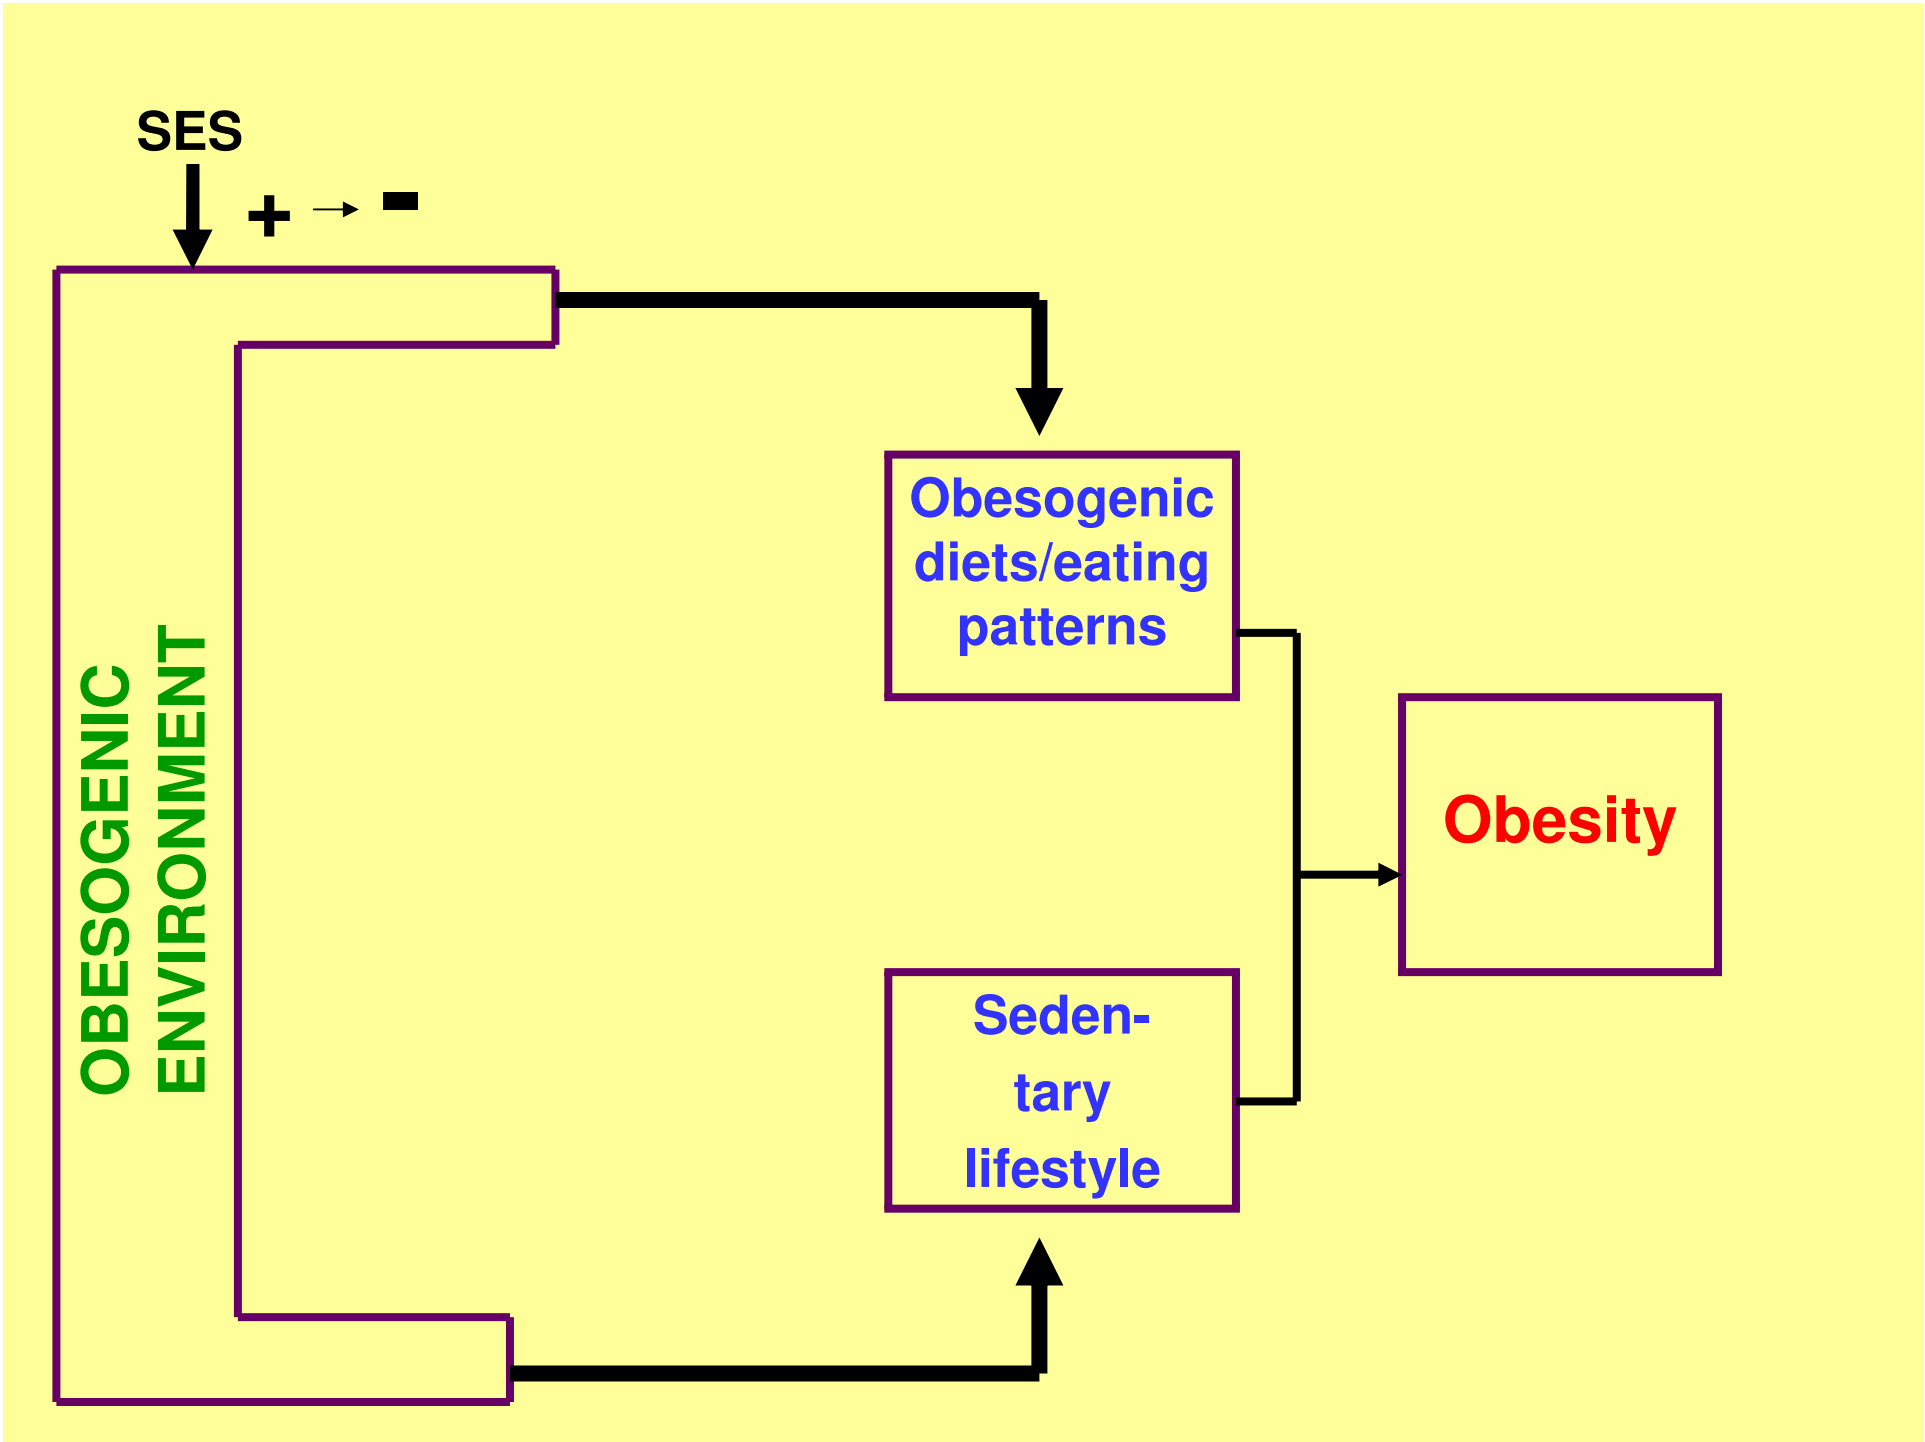 SES
+ → -
OBESOGENIC
ENVIRONMENT
Obesogenic
diets/eating
patterns
Obesity
Seden-
tary
lifestyle